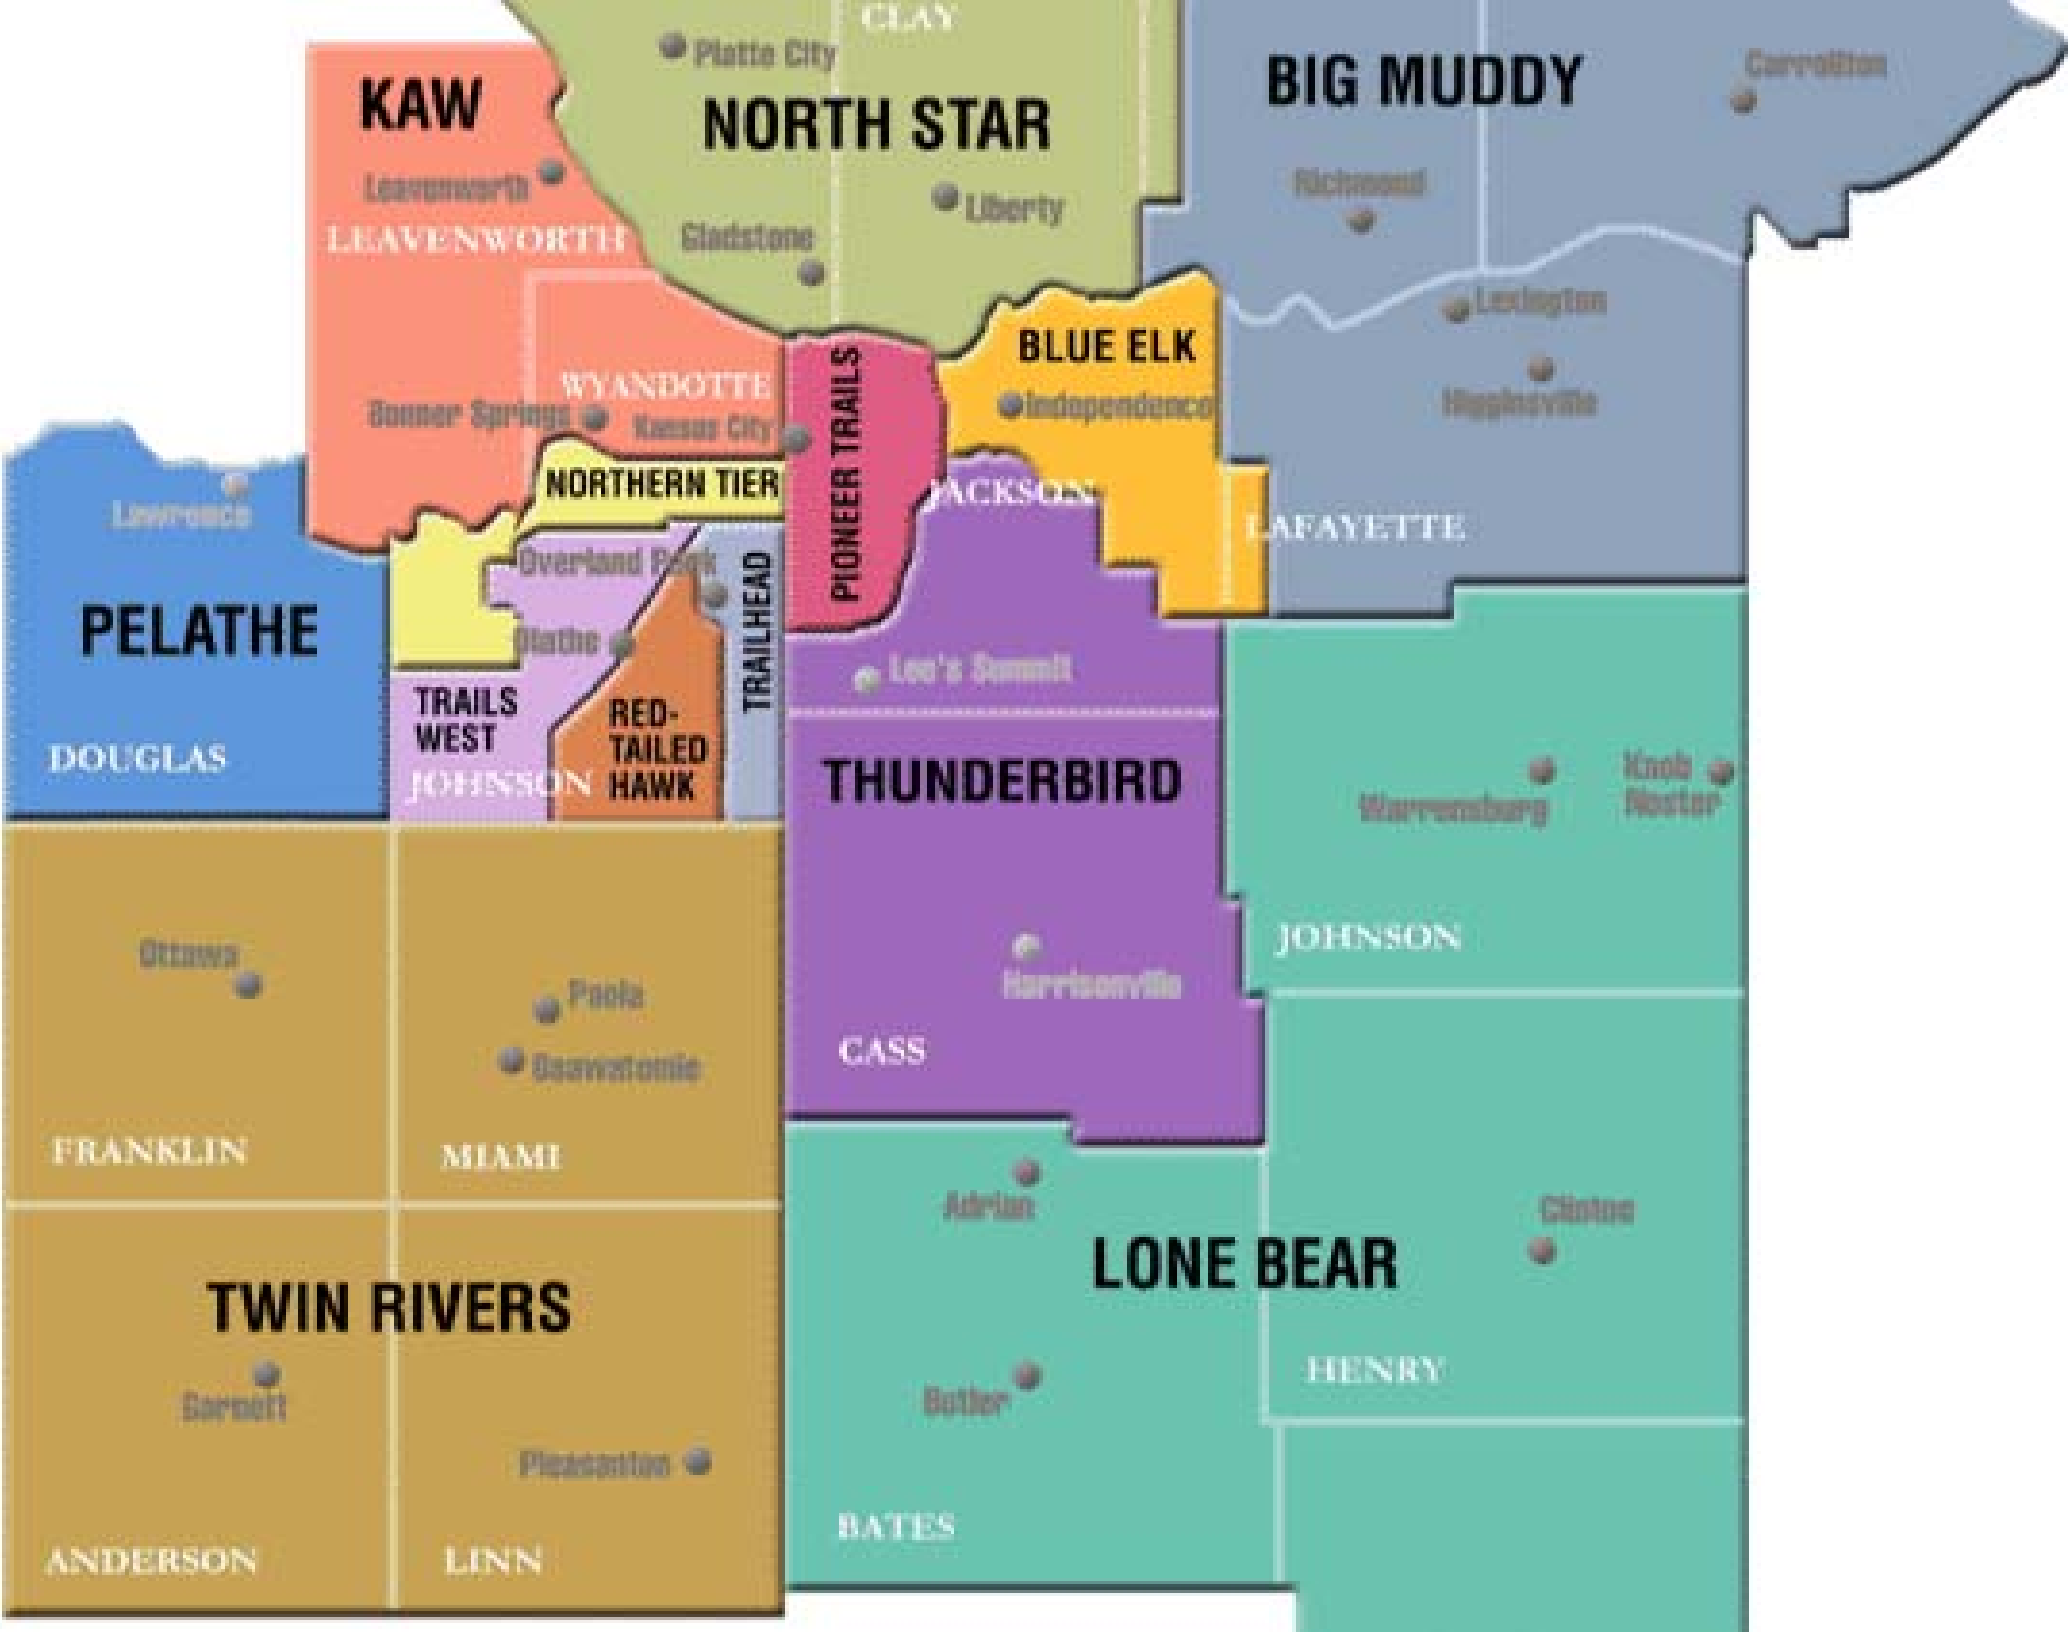 CLAY
Platte City
KAW
NORTH STAR
BIG MUDDY
Carrollton
Leavenworth
LEAVENWORTH
Gladstone
Liberty
Richmond
Lexington
BLUE ELK
WYANDOTTE
Bonner Springs
Kansas City
PIONEER TRAILS
Independence
Higginsville
Lawrence
NORTHERN TIER
JACKSON
LAFAYETTE
Overland Park
PELATHE
Olathe
TRAILHEAD
Lee's Summit
TRAILS
WEST
RED-
TAILED
HAWK
DOUGLAS
JOHNSON
THUNDERBIRD
Warrensburg
Knob
Noster
Ottawa
Paola
Osawatomie
Harrisonville
JOHNSON
CASS
FRANKLIN
MIAMI
Adrian
Clinton
TWIN RIVERS
LONE BEAR
Garnett
Butler
HENRY
Pleasanton
ANDERSON
LINN
BATES